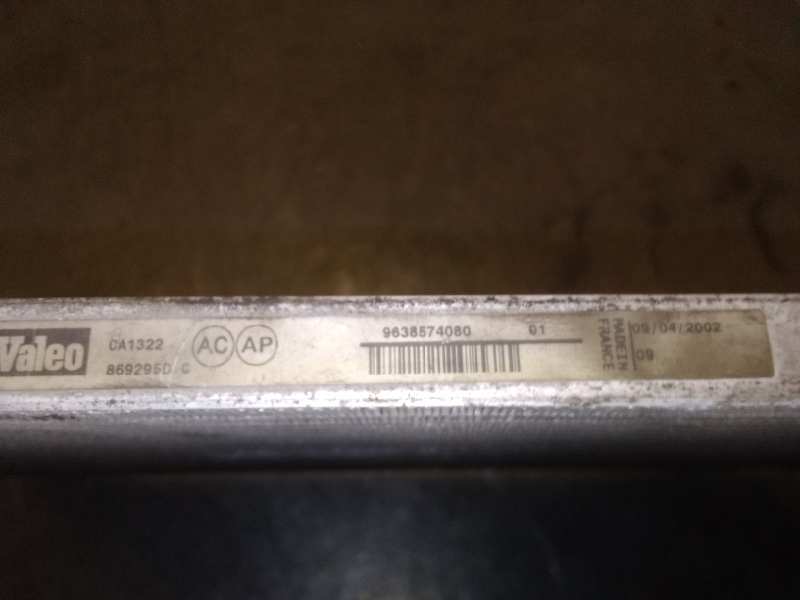 Valeo
CA1322
869295D C
AC AP
9638574080 01
MADE IN
FRANCE
09/04/2002
09